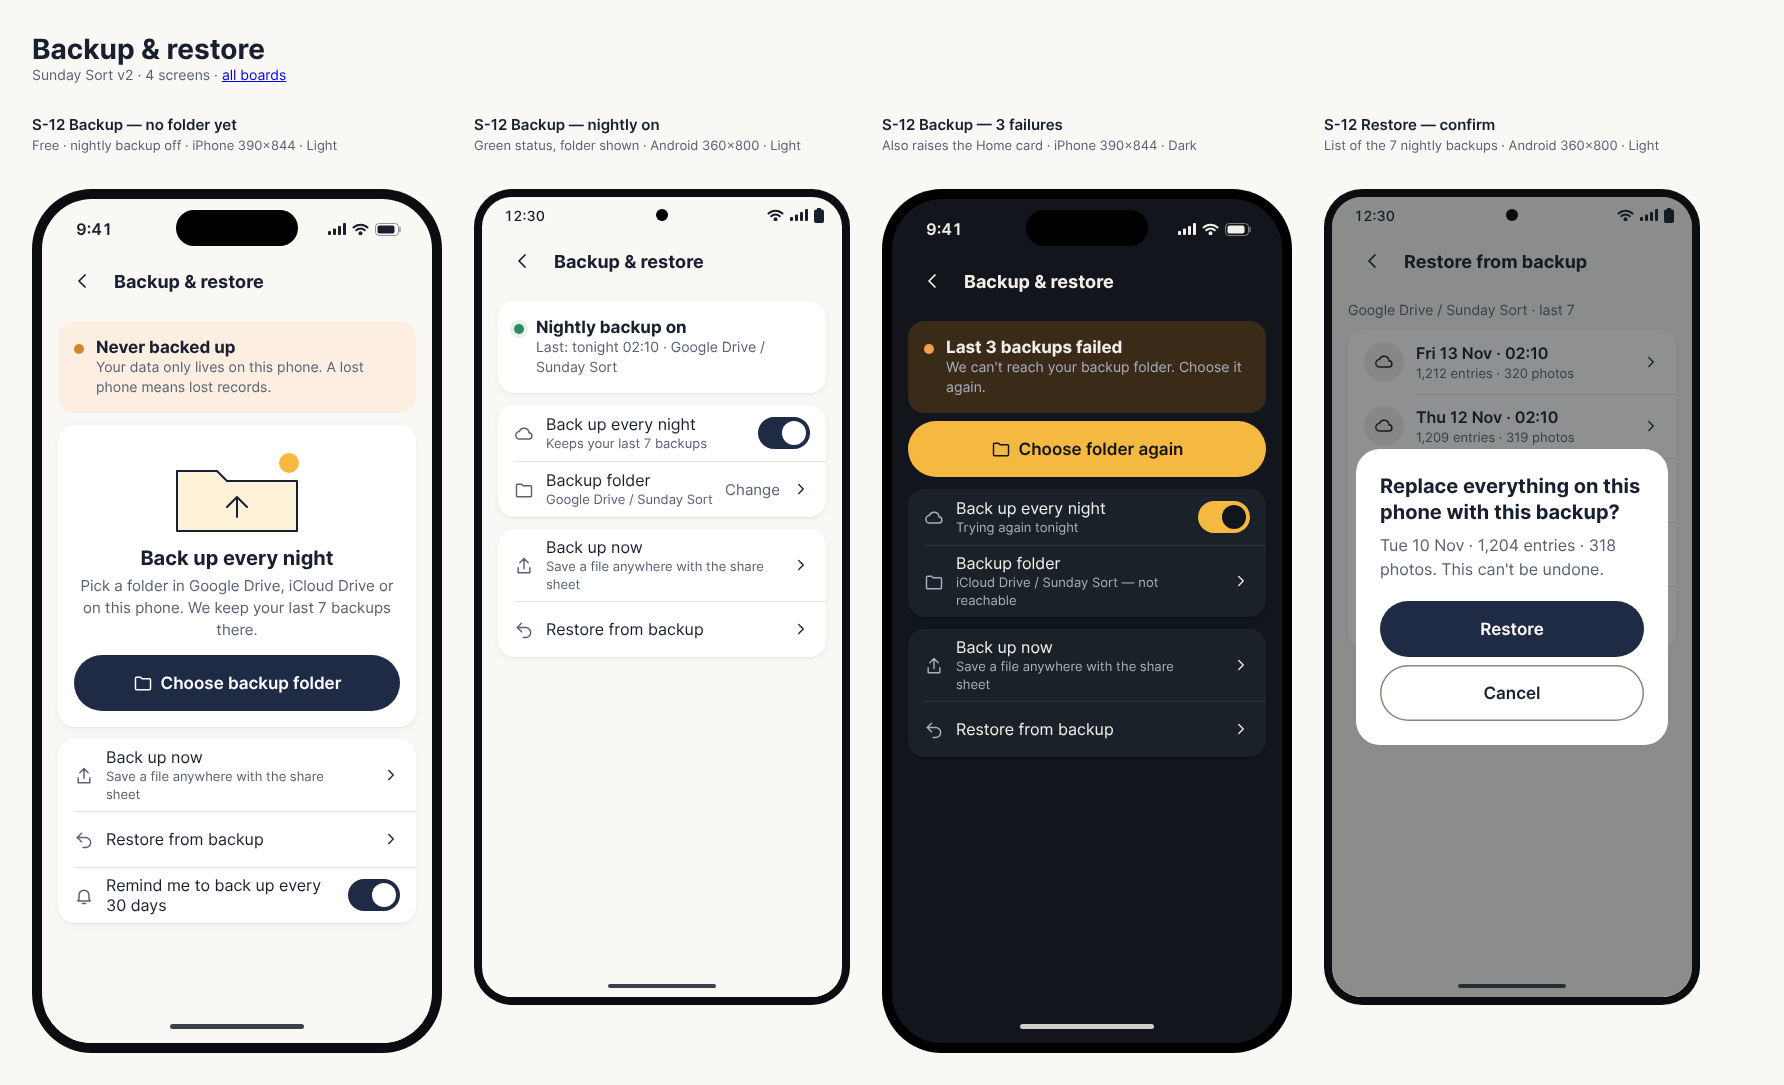 Backup & restore
Sunday Sort v2 · 4 screens · all boards
S-12 Backup — no folder yet
Free · nightly backup off · iPhone 390×844 · Light
9:41
Backup & restore
Never backed up
Your data only lives on this phone. A lost
phone means lost records.
Back up every night
Pick a folder in Google Drive, iCloud Drive or
on this phone. We keep your last 7 backups
there.
Choose backup folder
Back up now
Save a file anywhere with the share
sheet
Restore from backup
Remind me to back up every
30 days
S-12 Backup — nightly on
Green status, folder shown · Android 360×800 · Light
12:30
Backup & restore
Nightly backup on
Last: tonight 02:10 · Google Drive /
Sunday Sort
Back up every night
Keeps your last 7 backups
Backup folder
Google Drive / Sunday Sort
Change
Back up now
Save a file anywhere with the share
sheet
Restore from backup
S-12 Backup — 3 failures
Also raises the Home card · iPhone 390×844 · Dark
9:41
Backup & restore
Last 3 backups failed
We can't reach your backup folder. Choose it
again.
Choose folder again
Back up every night
Trying again tonight
Backup folder
iCloud Drive / Sunday Sort — not
reachable
Back up now
Save a file anywhere with the share
sheet
Restore from backup
S-12 Restore — confirm
List of the 7 nightly backups · Android 360×800 · Light
12:30
Restore from backup
Google Drive / Sunday Sort · last 7
Fri 13 Nov · 02:10
1,212 entries · 320 photos
Thu 12 Nov · 02:10
1,209 entries · 319 photos
Replace everything on this
phone with this backup?
Tue 10 Nov · 1,204 entries · 318
photos. This can't be undone.
Restore
Cancel